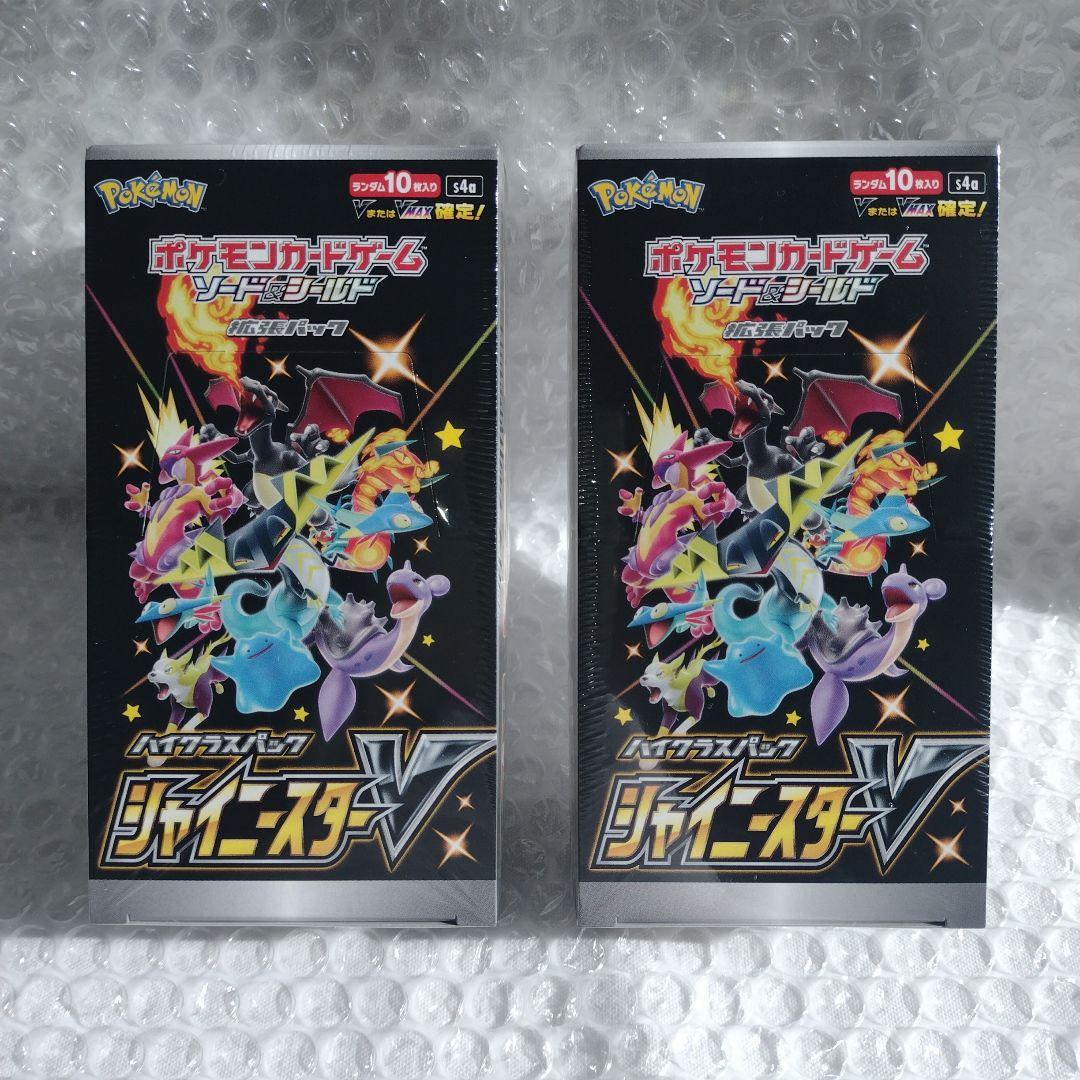 Pokémon
ランダム10枚入り s4a
VまたはVMAX確定!
ポケモンカードゲーム™
ソード&シールド
拡張パック
ハイクラスパック
シャイニースターV
Pokémon
ランダム10枚入り s4a
VまたはVMAX確定!
ポケモンカードゲーム™
ソード&シールド
拡張パック
ハイクラスパック
シャイニースターV